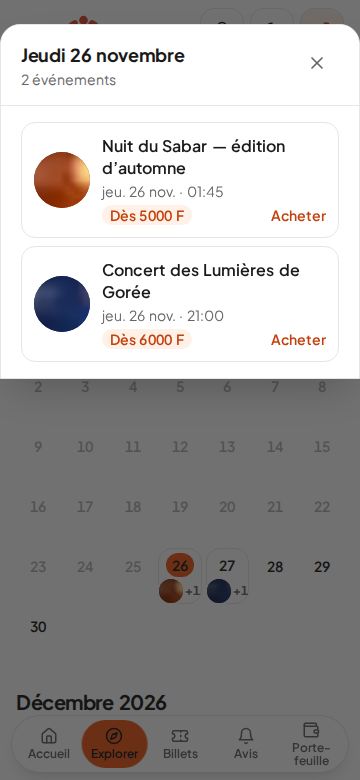 Jeudi 26 novembre
2 événements
Nuit du Sabar — édition
d’automne
jeu. 26 nov. · 01:45
Dès 5000 F
Acheter
Concert des Lumières de
Gorée
jeu. 26 nov. · 21:00
Dès 6000 F
Acheter
2 3 4 5 6 7 8
9 10 11 12 13 14 15
16 17 18 19 20 21 22
23 24 25 26 27 28 29
+1 +1
30
Décembre 2026
Accueil Explorer Billets Avis Porte-
feuille